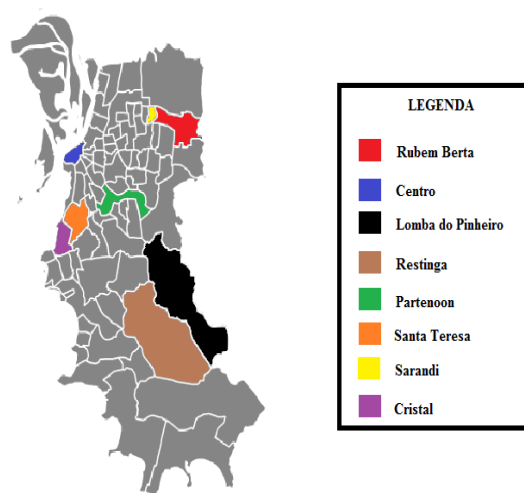 LEGENDA
Rubem Berta
Centro
Lomba do Pinheiro
Restinga
Partenoon
Santa Teresa
Sarandi
Cristal